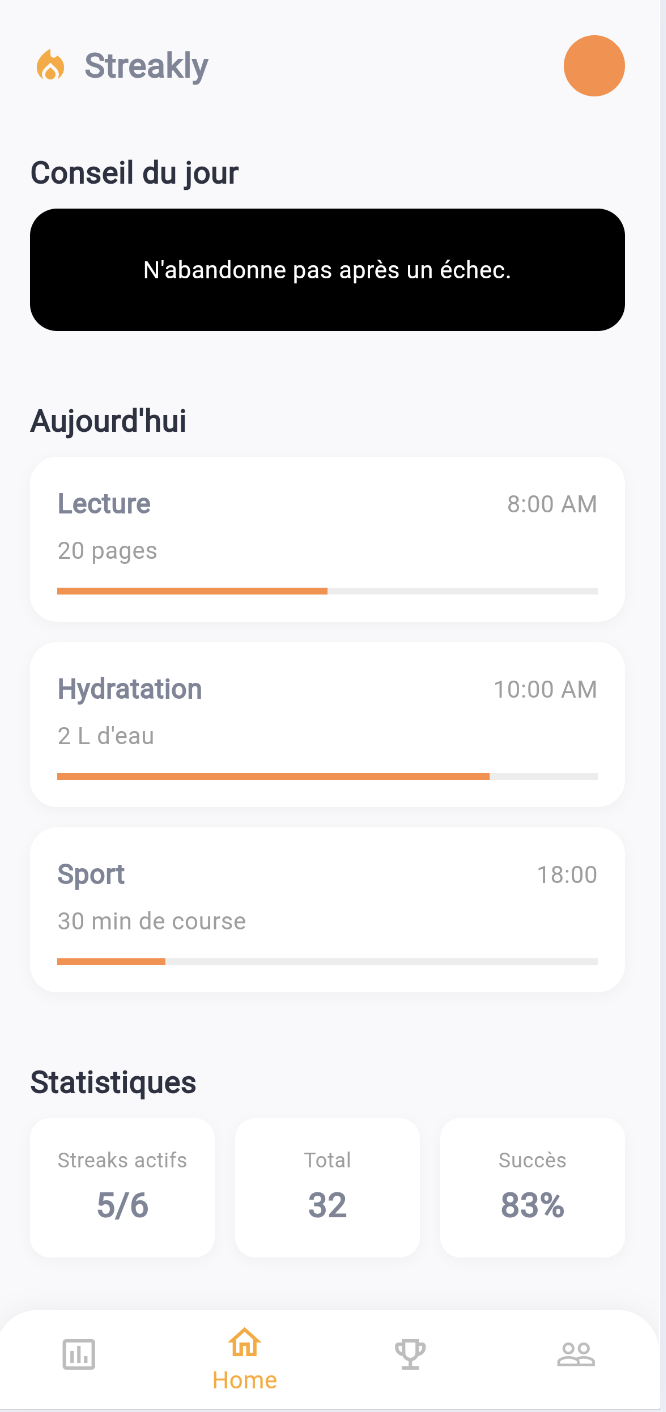 Streakly
Conseil du jour
N'abandonne pas après un échec.
Aujourd'hui
Lecture
8:00 AM
20 pages
Hydratation
10:00 AM
2 L d'eau
Sport
18:00
30 min de course
Statistiques
Streaks actifs
5/6
Total
32
Succès
83%
Home